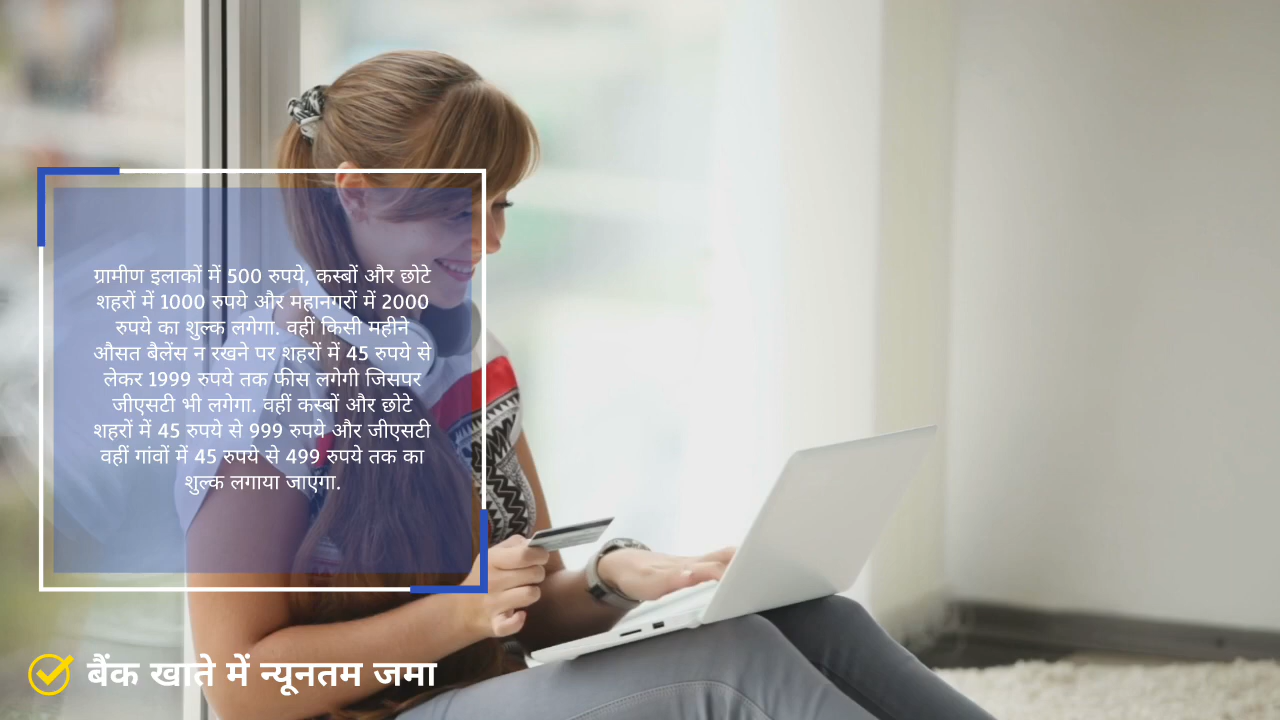 ग्रामीण इलाकों में 500 रुपये, कस्बों और छोटे
शहरों में 1000 रुपये और महानगरों में 2000
रुपये का शुल्क लगेगा. वहीं किसी महीने
औसत बैलेंस न रखने पर शहरों में 45 रुपये से
लेकर 1999 रुपये तक फीस लगेगी जिसपर
जीएसटी भी लगेगा. वहीं कस्बों और छोटे
शहरों में 45 रुपये से 999 रुपये और जीएसटी
वहीं गांवों में 45 रुपये से 499 रुपये तक का
शुल्क लगाया जाएगा.
बैंक खाते में न्यूनतम जमा